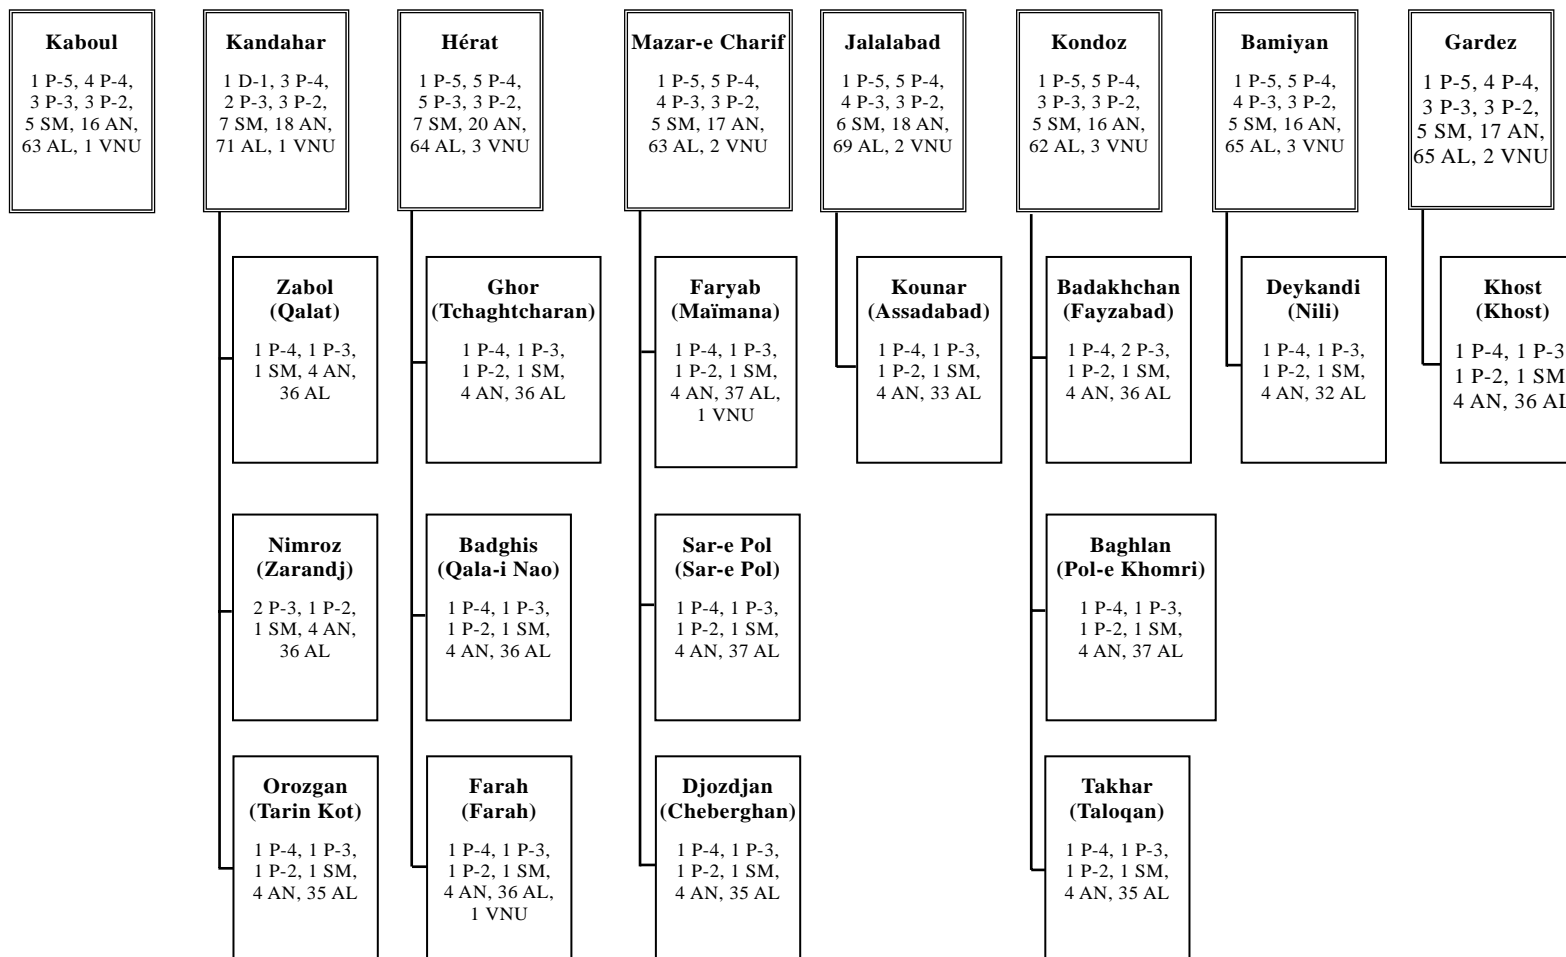 Kaboul
1 P-5, 4 P-4,
3 P-3, 3 P-2,
5 SM, 16 AN,
63 AL, 1 VNU
Kandahar
1 D-1, 3 P-4,
2 P-3, 3 P-2,
7 SM, 18 AN,
71 AL, 1 VNU
Hérat
1 P-5, 5 P-4,
5 P-3, 3 P-2,
7 SM, 20 AN,
64 AL, 3 VNU
Mazar-e Charif
1 P-5, 5 P-4,
4 P-3, 3 P-2,
5 SM, 17 AN,
63 AL, 2 VNU
Jalalabad
1 P-5, 5 P-4,
4 P-3, 3 P-2,
6 SM, 18 AN,
69 AL, 2 VNU
Kondoz
1 P-5, 5 P-4,
3 P-3, 3 P-2,
5 SM, 16 AN,
62 AL, 3 VNU
Bamiyan
1 P-5, 5 P-4,
4 P-3, 3 P-2,
5 SM, 16 AN,
65 AL, 3 VNU
Gardez
1 P-5, 4 P-4,
3 P-3, 3 P-2,
5 SM, 17 AN,
65 AL, 2 VNU
Zabol
(Qalat)
1 P-4, 1 P-3,
1 SM, 4 AN,
36 AL
Ghor
(Tchaghtcharan)
1 P-4, 1 P-3,
1 P-2, 1 SM,
4 AN, 36 AL
Faryab
(Maïmana)
1 P-4, 1 P-3,
1 P-2, 1 SM,
4 AN, 37 AL,
1 VNU
Kounar
(Assadabad)
1 P-4, 1 P-3,
1 P-2, 1 SM,
4 AN, 33 AL
Badakhchan
(Fayzabad)
1 P-4, 2 P-3,
1 P-2, 1 SM,
4 AN, 36 AL
Deykandi
(Nili)
1 P-4, 1 P-3,
1 P-2, 1 SM,
4 AN, 32 AL
Khost
(Khost)
1 P-4, 1 P-3
1 P-2, 1 SM
4 AN, 36 AL
Nimroz
(Zarandj)
2 P-3, 1 P-2,
1 SM, 4 AN,
36 AL
Badghis
(Qala-i Nao)
1 P-4, 1 P-3,
1 P-2, 1 SM,
4 AN, 36 AL
Sar-e Pol
(Sar-e Pol)
1 P-4, 1 P-3,
1 P-2, 1 SM,
4 AN, 37 AL
Baghlan
(Pol-e Khomri)
1 P-4, 1 P-3,
1 P-2, 1 SM,
4 AN, 37 AL
Orozgan
(Tarin Kot)
1 P-4, 1 P-3,
1 P-2, 1 SM,
4 AN, 35 AL
Farah
(Farah)
1 P-4, 1 P-3,
1 P-2, 1 SM,
4 AN, 36 AL,
1 VNU
Djozdjan
(Cheberghan)
1 P-4, 1 P-3,
1 P-2, 1 SM,
4 AN, 35 AL
Takhar
(Taloqan)
1 P-4, 1 P-3,
1 P-2, 1 SM,
4 AN, 35 AL